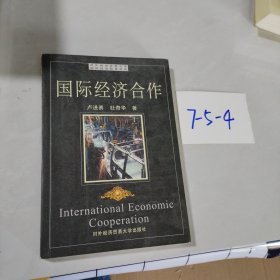 国际经济合作
卢进勇 杜奇华 著
7-5-4
International Economic
Cooperation
对外经济贸易大学出版社